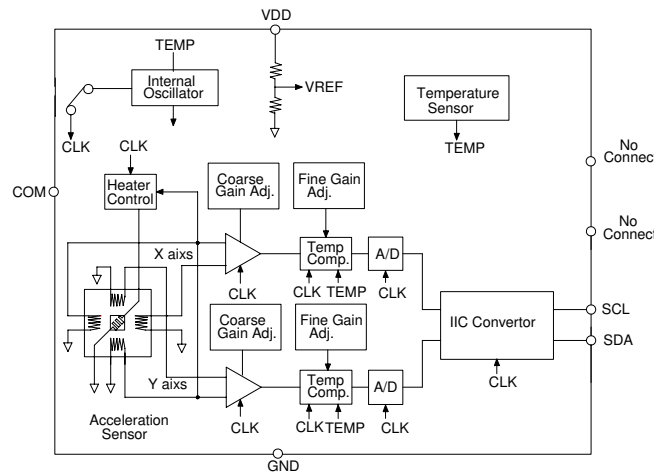 VDD
TEMP
Internal
Oscillator
CLK
VREF
Temperature
Sensor
TEMP
No
Connect
CLK
COM
Heater
Control
Coarse
Gain Adj.
Fine Gain
Adj.
No
Connect
X aixs
Temp
Comp.
A/D
CLK
CLK
TEMP
CLK
Coarse
Gain Adj.
Fine Gain
Adj.
IIC Convertor
SCL
SDA
CLK
Y aixs
Temp
Comp.
A/D
CLK
CLK
TEMP
CLK
Acceleration
Sensor
GND